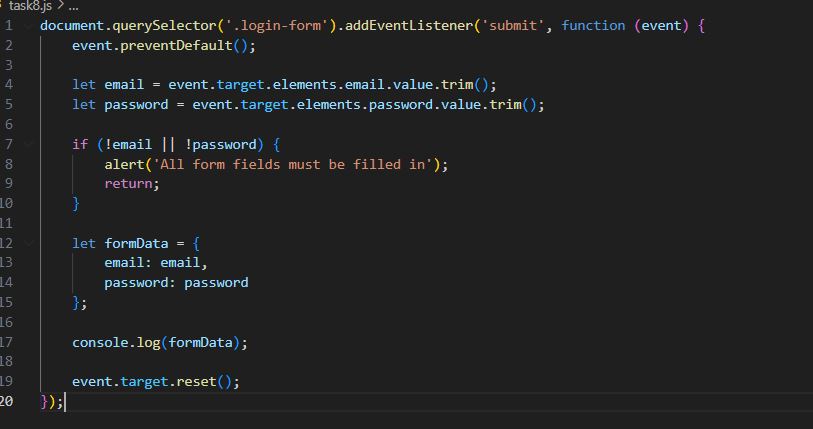 task8.js > ...
1 document.querySelector('.login-form').addEventListener('submit', function (event) {
2     event.preventDefault();
3
4     let email = event.target.elements.email.value.trim();
5     let password = event.target.elements.password.value.trim();
6
7     if (!email || !password) {
8         alert('All form fields must be filled in');
9         return;
10     }
11
12     let formData = {
13         email: email,
14         password: password
15     };
16
17     console.log(formData);
18
19     event.target.reset();
20 });